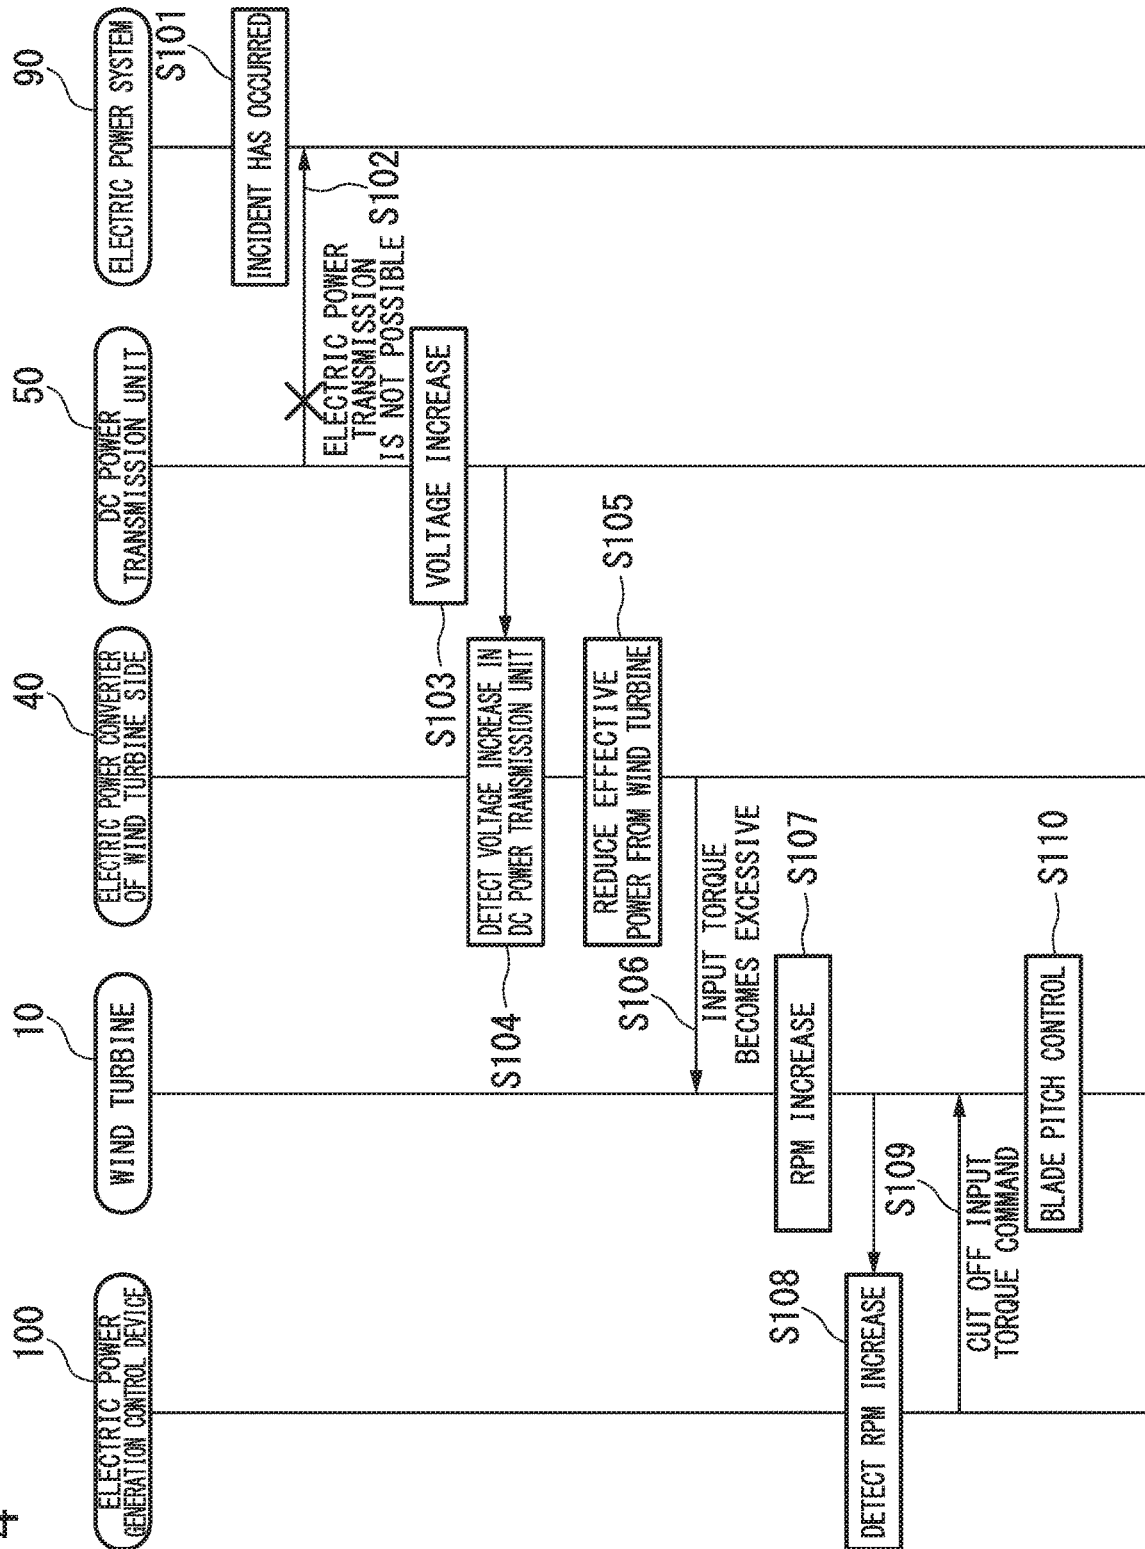 4
100
10
40
50
90
ELECTRIC POWER
GENERATION CONTROL DEVICE
WIND TURBINE
ELECTRIC POWER CONVERTER
OF WIND TURBINE SIDE
DC POWER
TRANSMISSION UNIT
ELECTRIC POWER SYSTEM
S101
INCIDENT HAS OCCURRED
S102
ELECTRIC POWER
TRANSMISSION
IS NOT POSSIBLE
S103
VOLTAGE INCREASE
S104
DETECT VOLTAGE INCREASE IN
DC POWER TRANSMISSION UNIT
S105
REDUCE EFFECTIVE
POWER FROM WIND TURBINE
S106
INPUT TORQUE
BECOMES EXCESSIVE
S107
RPM INCREASE
S108
DETECT RPM INCREASE
S109
CUT OFF INPUT
TORQUE COMMAND
S110
BLADE PITCH CONTROL